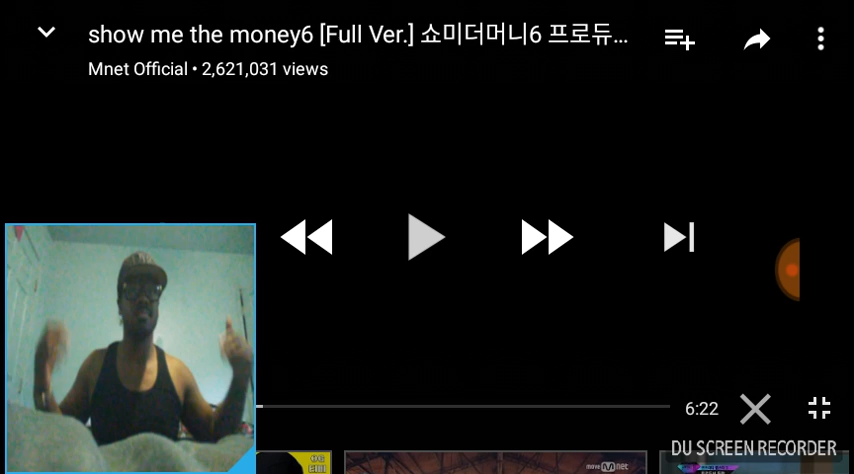 show me the money6 [Full Ver.] 쇼미더머니6 프로듀...
Mnet Official • 2,621,031 views
6:22
DU SCREEN RECORDER
Mnet